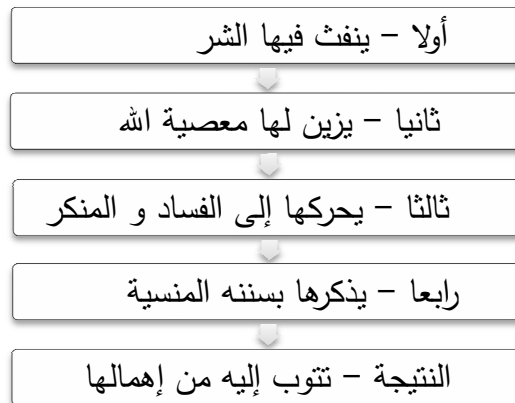 أولا – ينفث فيها الشر
ثانيا – يزين لها معصية الله
ثالثا – يحركها إلى الفساد و المنكر
رابعا – يذكرها بسننه المنسية
النتيجة – تتوب إليه من إهمالها